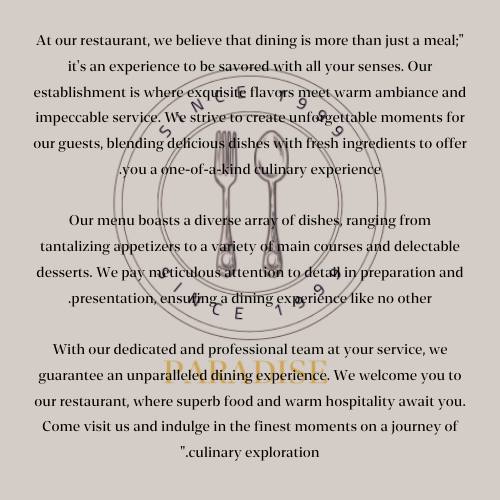 At our restaurant, we believe that dining is more than just a meal;"
it's an experience to be savored with all your senses. Our
establishment is where exquisite flavors meet warm ambiance and
impeccable service. We strive to create unforgettable moments for
our guests, blending delicious dishes with fresh ingredients to offer
.you a one-of-a-kind culinary experience
Our menu boasts a diverse array of dishes, ranging from
tantalizing appetizers to a variety of main courses and delectable
desserts. We pay meticulous attention to detail in preparation and
.presentation, ensuring a dining experience like no other
With our dedicated and professional team at your service, we
guarantee an unparalleled dining experience. We welcome you to
our restaurant, where superb food and warm hospitality await you.
Come visit us and indulge in the finest moments on a journey of
".culinary exploration
SINCE 1999
SINCE 1999
PARADISE